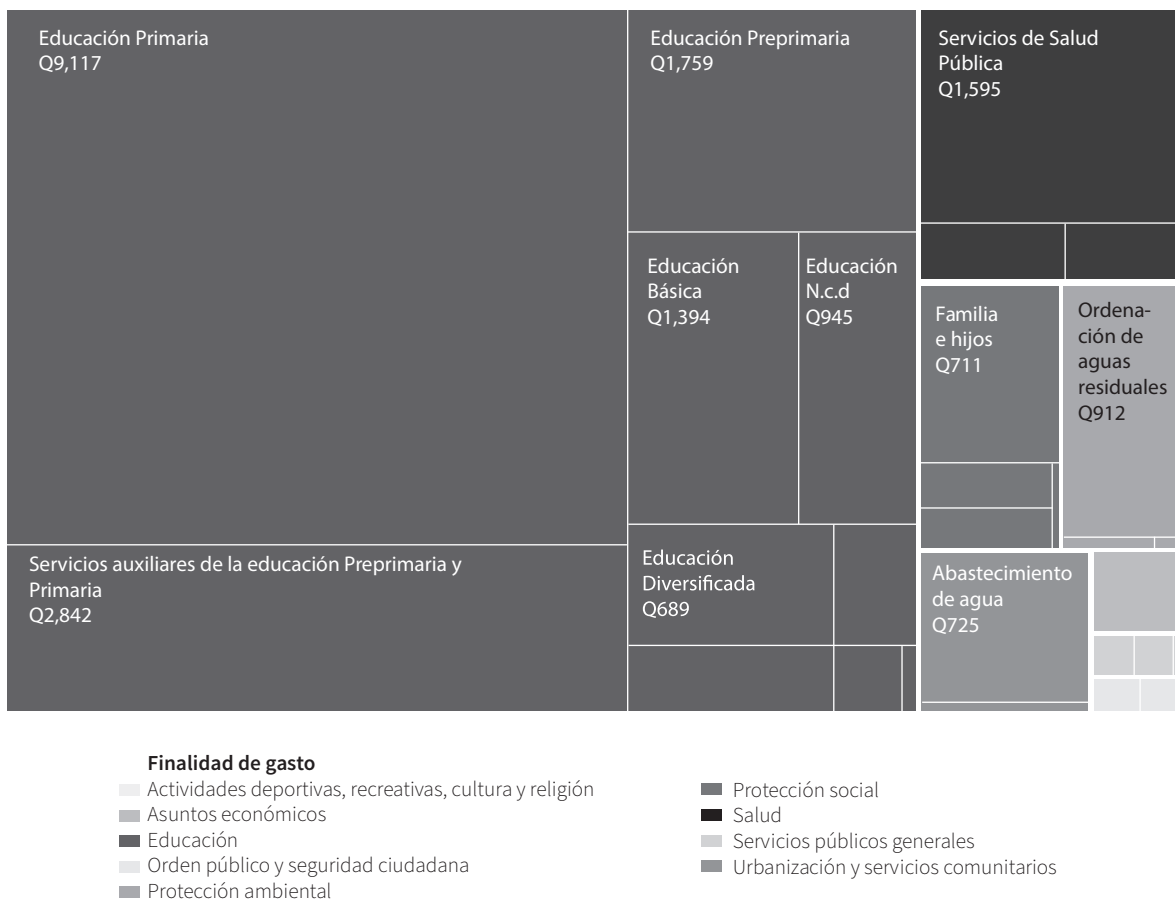 Educación Primaria
Q9,117
Educación Preprimaria
Q1,759
Servicios de Salud
Pública
Q1,595
Educación
Básica
Q1,394
Educación
N.c.d
Q945
Familia
e hijos
Q711
Ordena-
ción de
aguas
residuales
Q912
Servicios auxiliares de la educación Preprimaria y
Primaria
Q2,842
Educación
Diversificada
Q689
Abastecimiento
de agua
Q725
Finalidad de gasto
Actividades deportivas, recreativas, cultura y religión
Asuntos económicos
Educación
Orden público y seguridad ciudadana
Protección ambiental
Protección social
Salud
Servicios públicos generales
Urbanización y servicios comunitarios